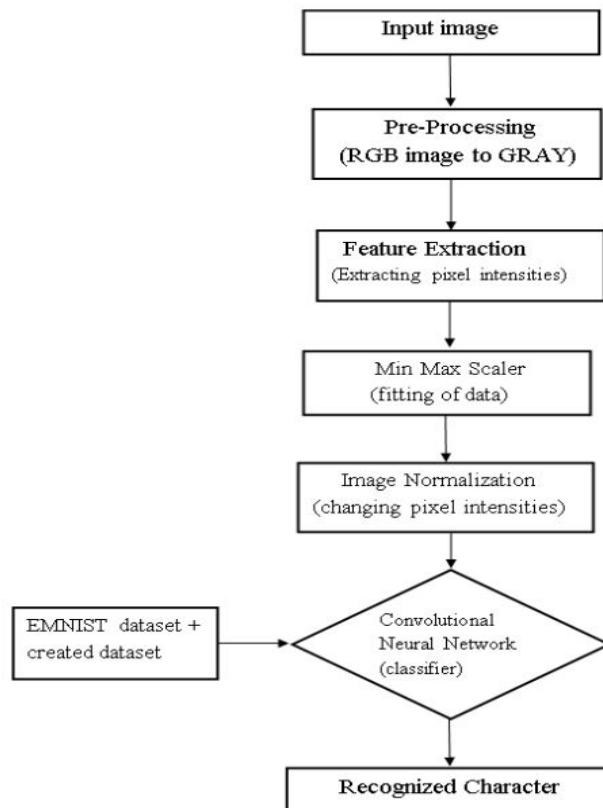 Input image
Pre-Processing
(RGB image to GRAY)
Feature Extraction
(Extracting pixel intensities)
Min Max Scaler
(fitting of data)
Image Normalization
(changing pixel intensities)
EMNIST dataset +
created dataset
Convolutional
Neural Network
(classifier)
Recognized Character